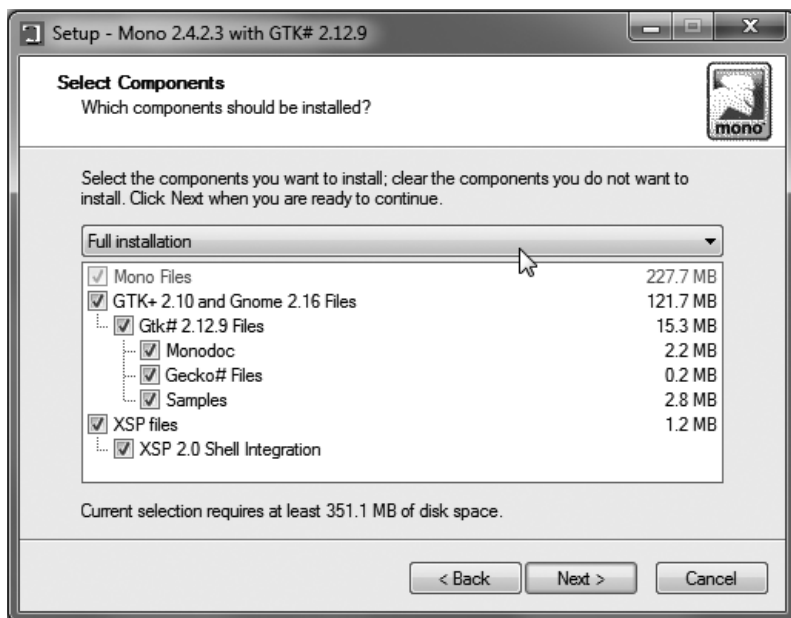 Setup - Mono 2.4.2.3 with GTK# 2.12.9
Select Components
Which components should be installed?
mono
Select the components you want to install; clear the components you do not want to
install. Click Next when you are ready to continue.
Full installation
Mono Files 227.7 MB
GTK+ 2.10 and Gnome 2.16 Files 121.7 MB
Gtk# 2.12.9 Files 15.3 MB
Monodoc 2.2 MB
Gecko# Files 0.2 MB
Samples 2.8 MB
XSP files 1.2 MB
XSP 2.0 Shell Integration
Current selection requires at least 351.1 MB of disk space.
< Back Next > Cancel